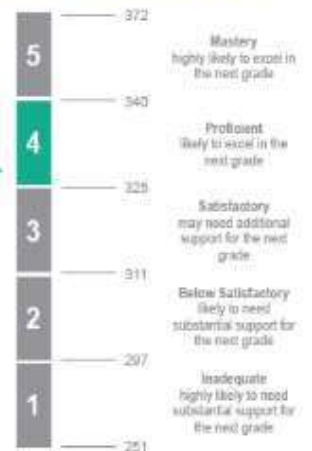 372
5
Mastery
highly likely to excel in
the next grade
340
4
Proficient
likely to excel in the
next grade
325
3
Satisfactory
may need additional
support for the next
grade
311
2
Below Satisfactory
likely to need
substantial support for
the next grade
297
1
Inadequate
highly likely to need
substantial support for
the next grade
251